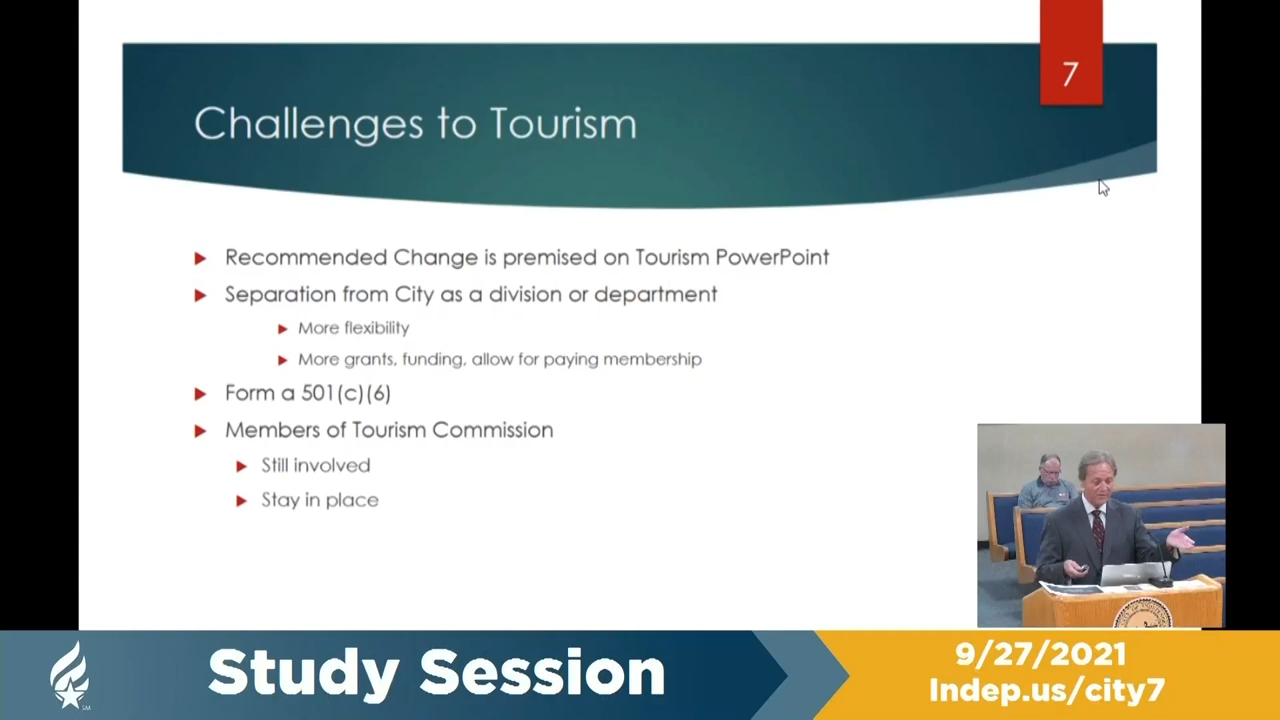 7
Challenges to Tourism
Recommended Change is premised on Tourism PowerPoint
Separation from City as a division or department
More flexibility
More grants, funding, allow for paying membership
Form a 501(c)(6)
Members of Tourism Commission
Still involved
Stay in place
Study Session
9/27/2021
Indep.us/city7
SM